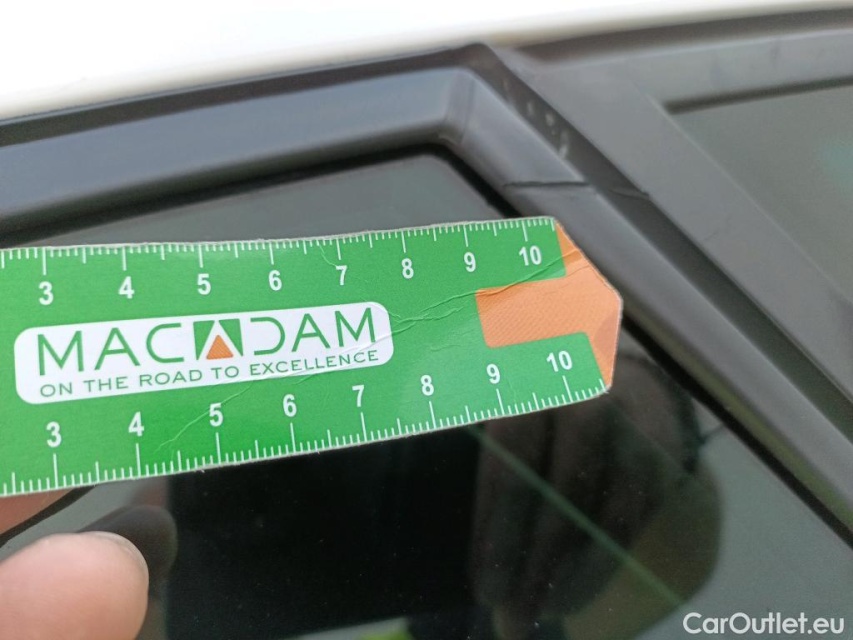 3 4 5 6 7 8 9 10
MACADAM
ON THE ROAD TO EXCELLENCE
3 4 5 6 7 8 9 10
CarOutlet.eu